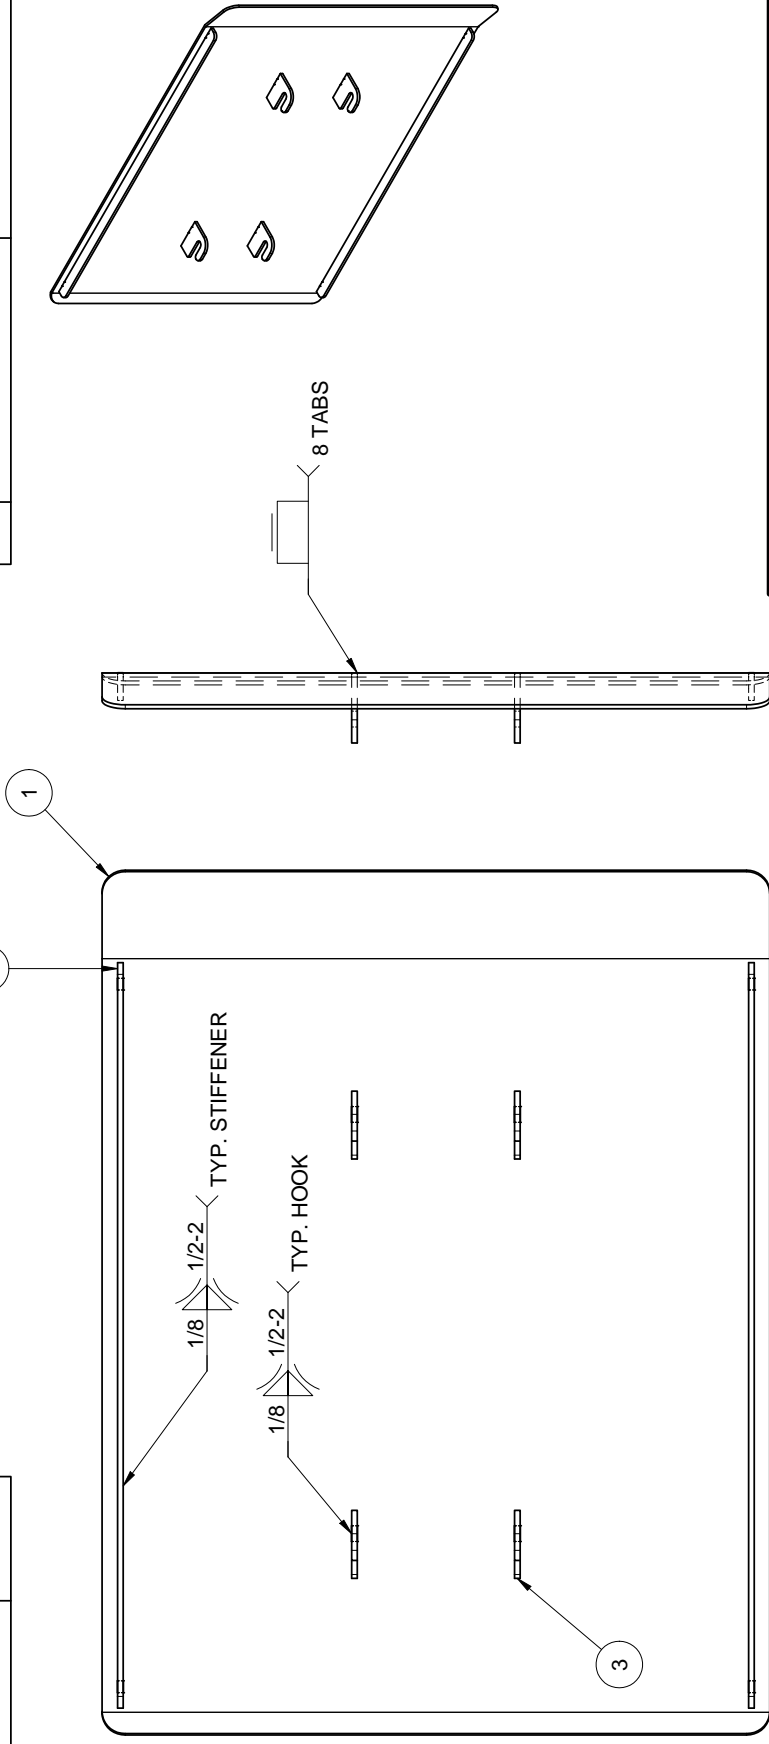 8 TABS
1
1/8 1/2-2
TYP. STIFFENER
1/8 1/2-2
TYP. HOOK
3